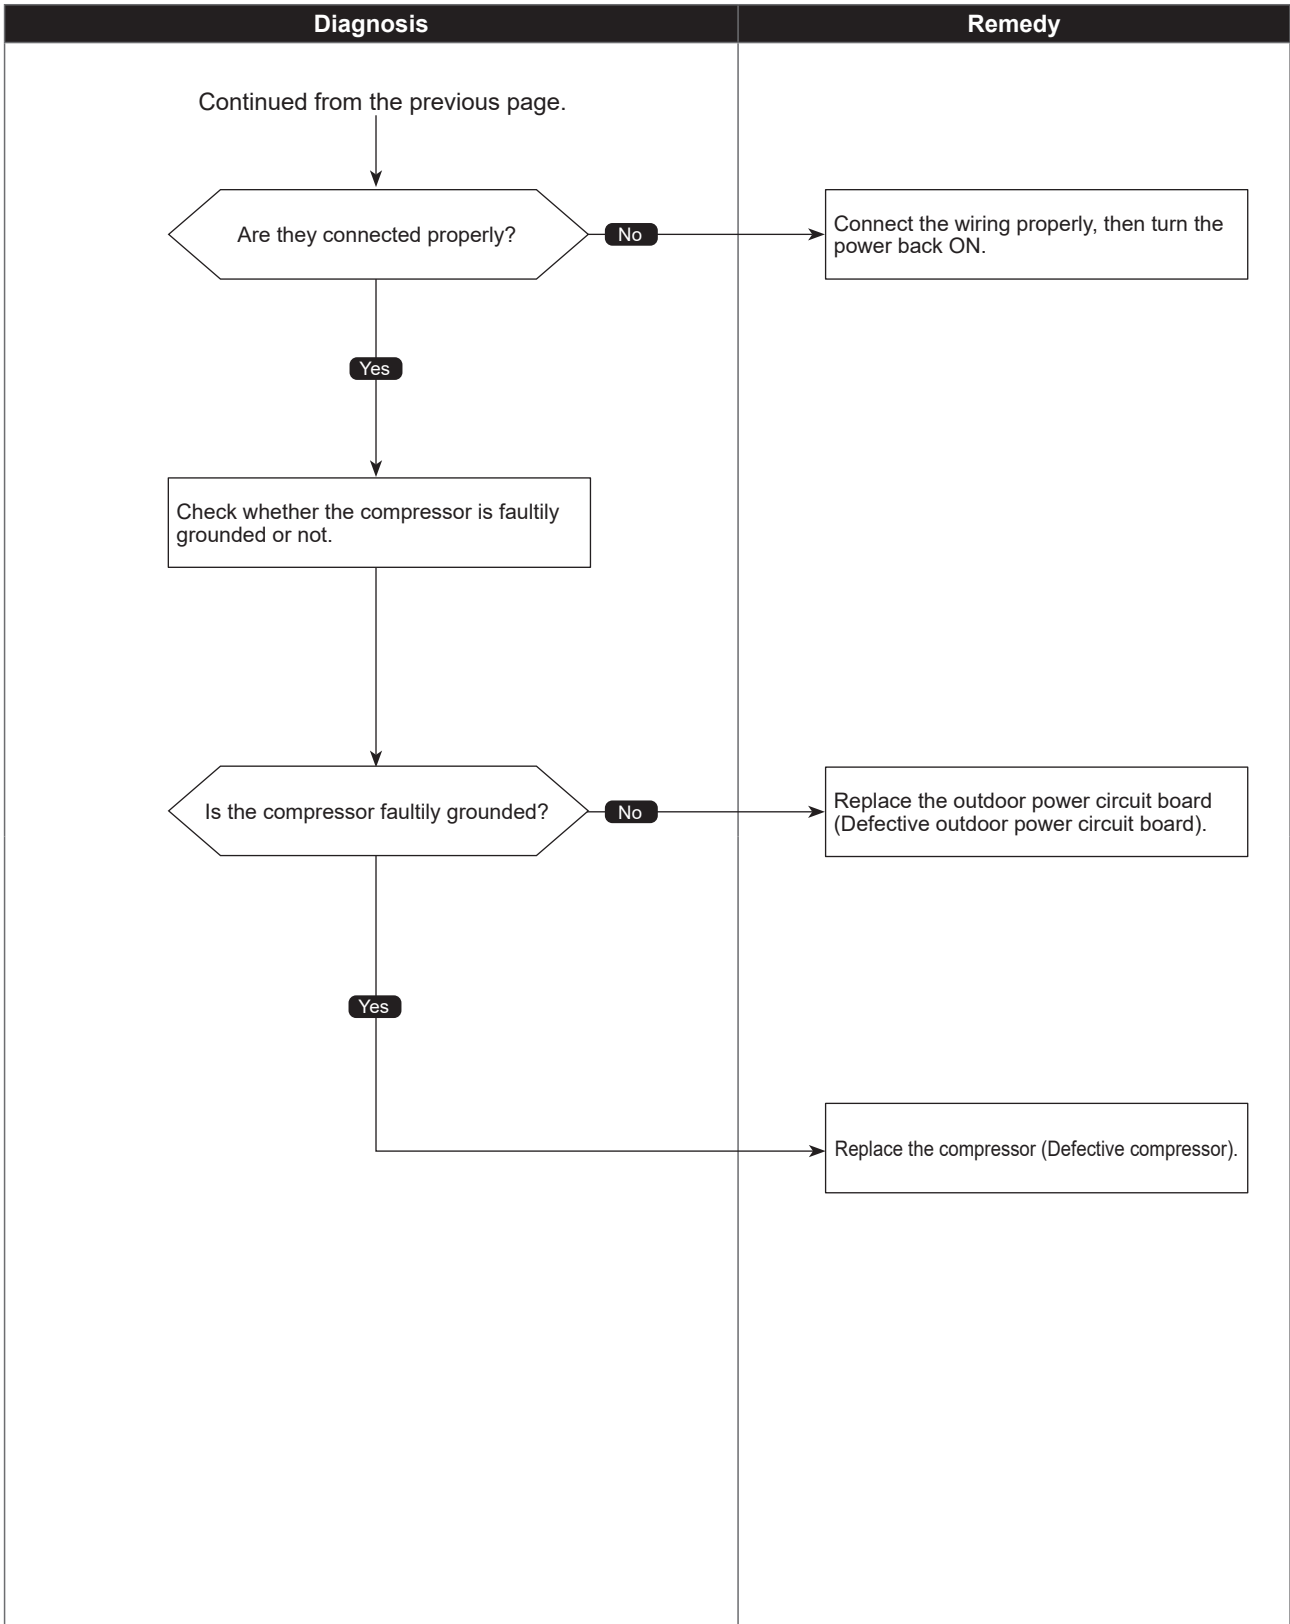 Diagnosis
Remedy
Continued from the previous page.
Are they connected properly?
No
Connect the wiring properly, then turn the
power back ON.
Yes
Check whether the compressor is faultily
grounded or not.
Is the compressor faultily grounded?
No
Replace the outdoor power circuit board
(Defective outdoor power circuit board).
Yes
Replace the compressor (Defective compressor).